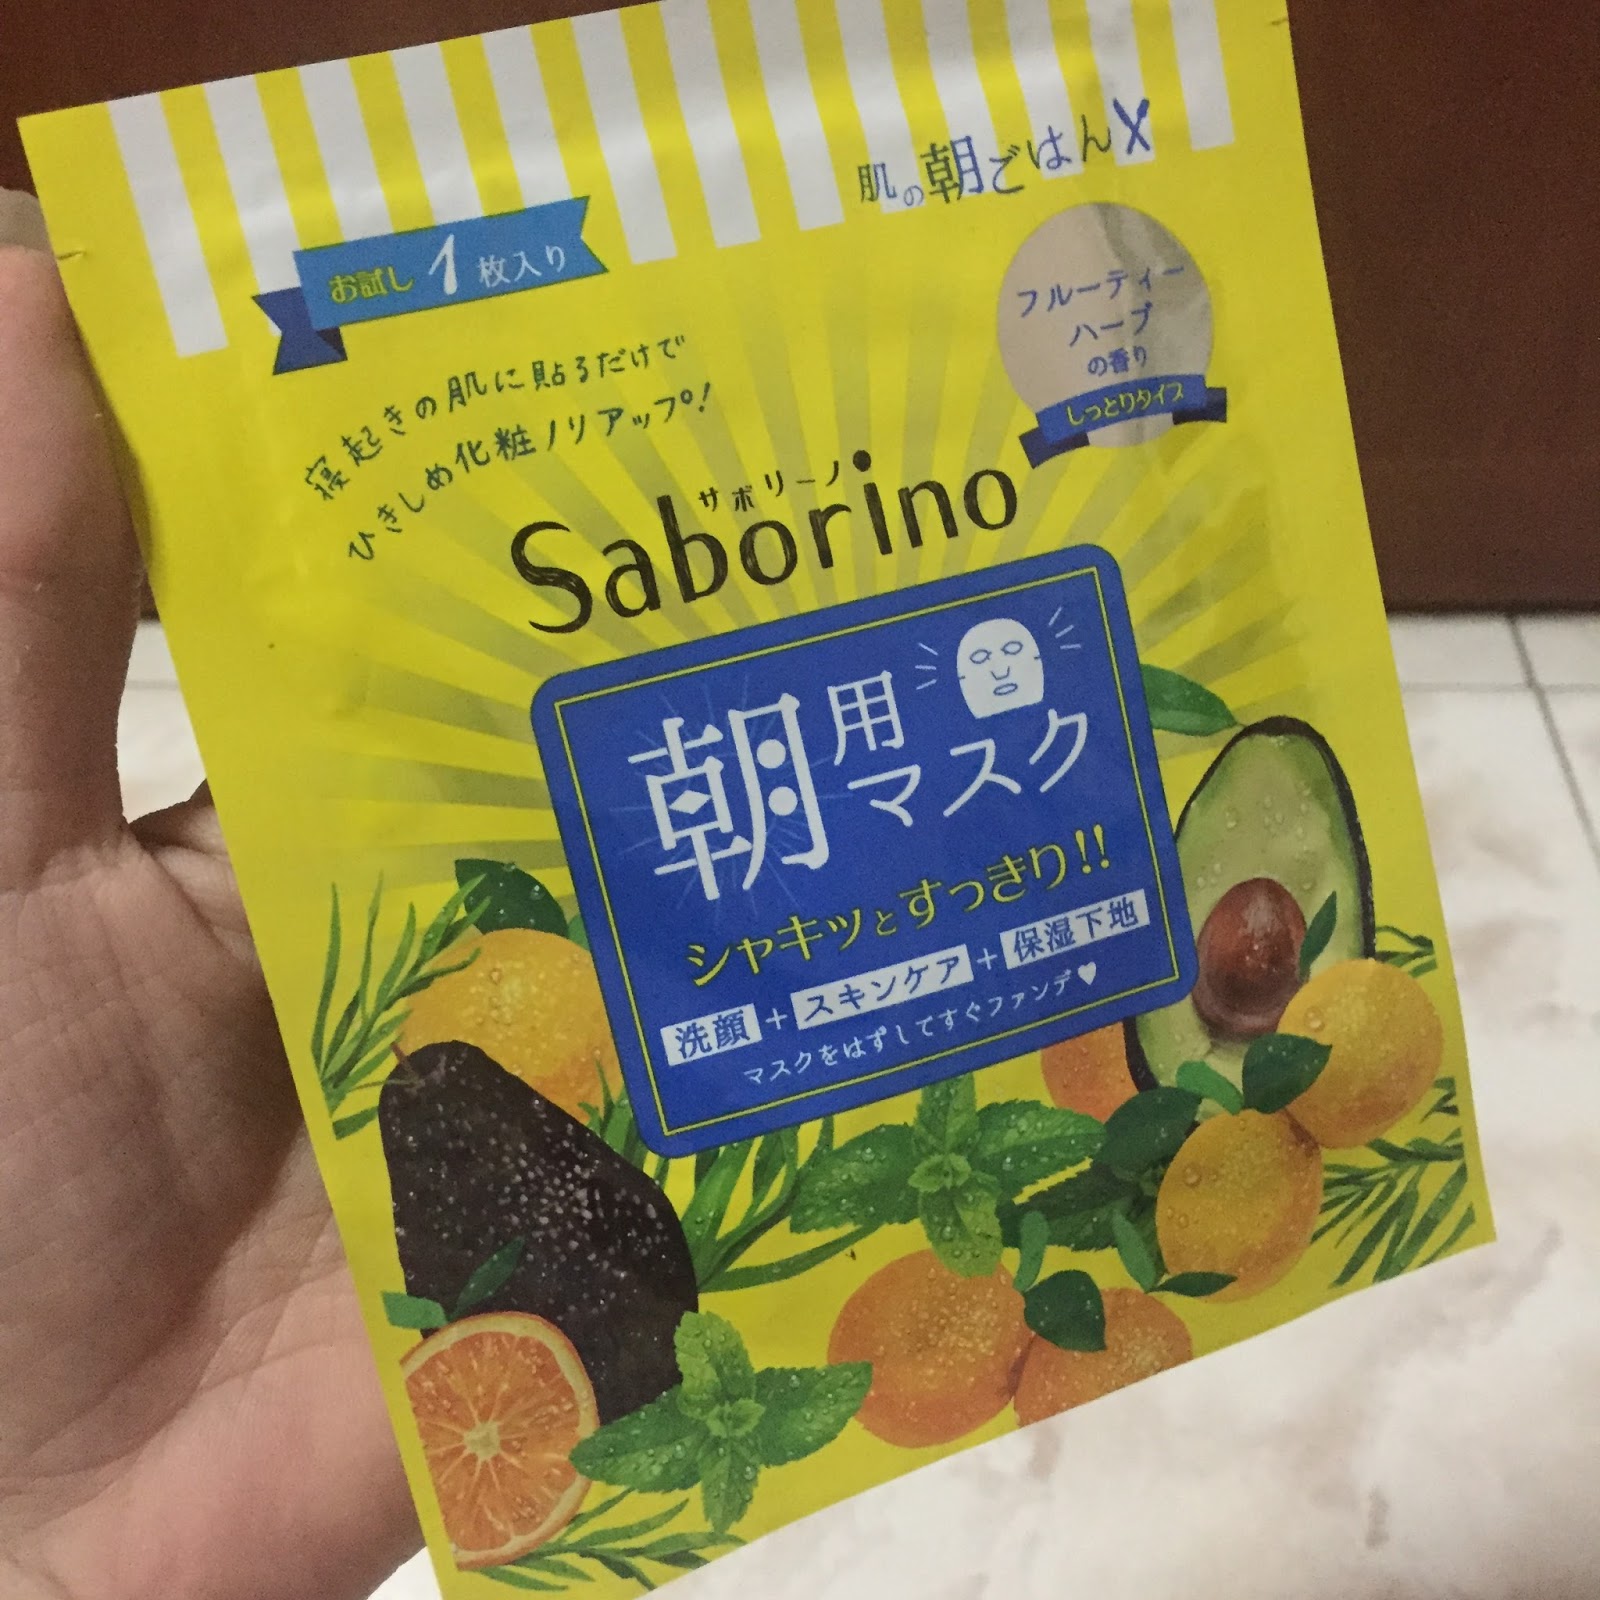 肌の朝ごはん
お試し 1枚入り
フルーティー
ハーブ
の香り
しっとりタイプ
寝起きの肌に貼るだけで
ひきしめ化粧ノリアップ!
サボリーノ
Saborino
朝用マスク
シャキッとすっきり!!
洗顔+スキンケア+保湿下地
マスクをはずしてすぐファンデ♥